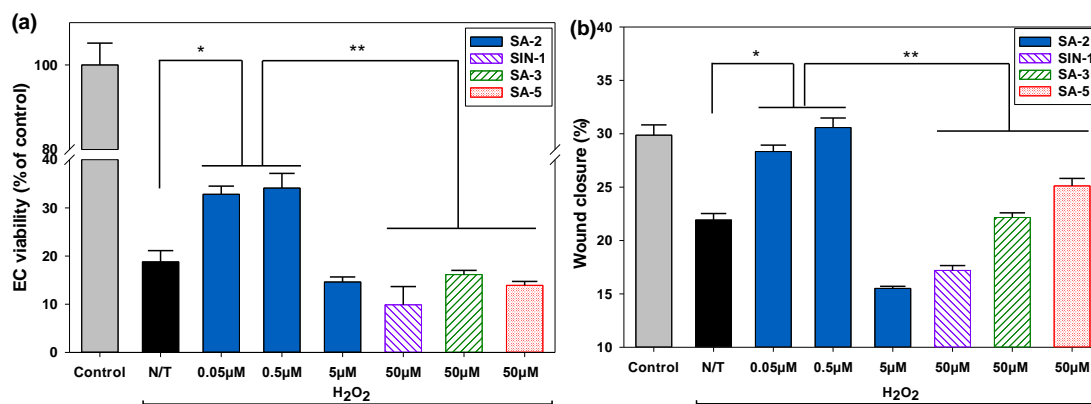 (a)
EC viability (% of control)
100
80
40
30
20
10
0
*
**
SA-2
SIN-1
SA-3
SA-5
Control N/T 0.05µM 0.5µM 5µM 50µM 50µM 50µM
H2O2
(b)
Wound closure (%)
40
35
30
25
20
15
10
*
**
SA-2
SIN-1
SA-3
SA-5
Control N/T 0.05µM 0.5µM 5µM 50µM 50µM 50µM
H2O2